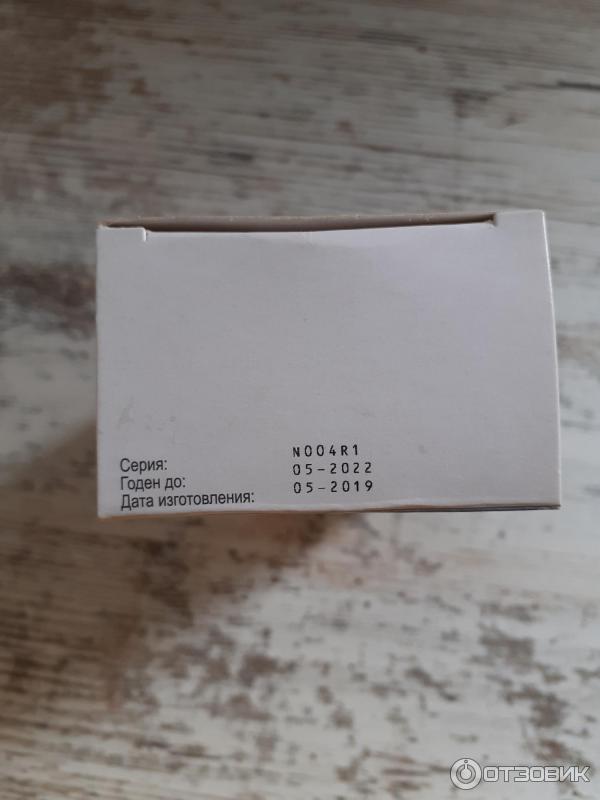 Серия: N004R1
Годен до: 05-2022
Дата изготовления: 05-2019
ОТЗОВИК